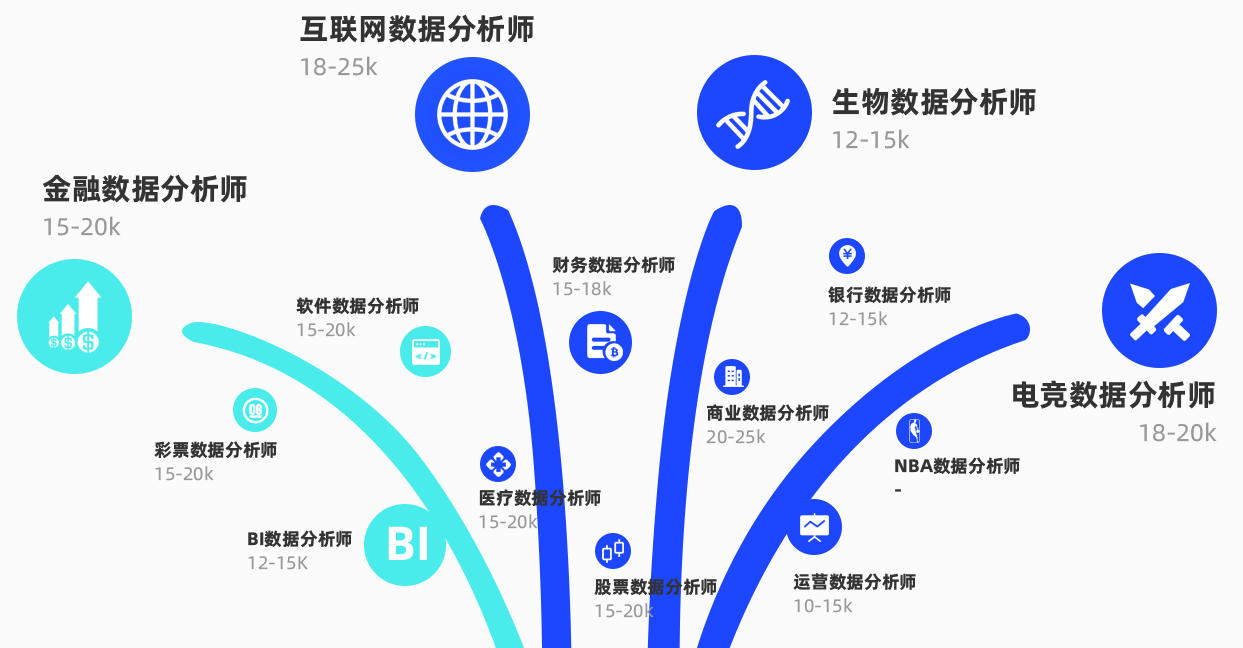 互联网数据分析师
18-25k
生物数据分析师
12-15k
金融数据分析师
15-20k
财务数据分析师
15-18k
银行数据分析师
12-15k
软件数据分析师
15-20k
</>
电竞数据分析师
18-20k
商业数据分析师
20-25k
彩票数据分析师
15-20k
NBA数据分析师
-
医疗数据分析师
15-20k
BI数据分析师
12-15K
BI
股票数据分析师
15-20k
运营数据分析师
10-15k